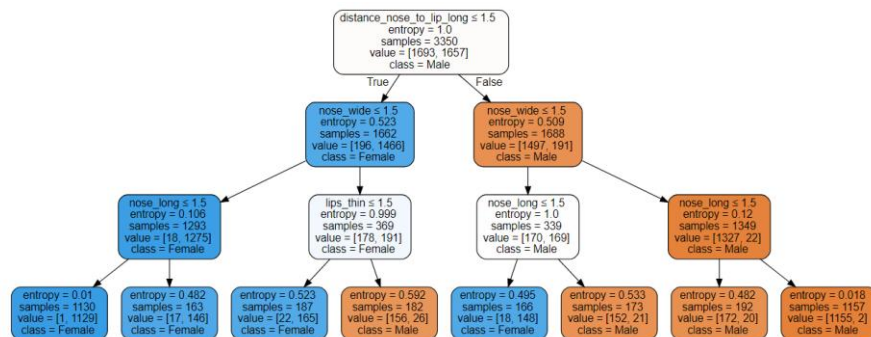 distance_nose_to_lip_long ≤ 1.5
entropy = 1.0
samples = 3350
value = [1693, 1657]
class = Male
True
False
nose_wide ≤ 1.5
entropy = 0.523
samples = 1662
value = [196, 1466]
class = Female
nose_wide ≤ 1.5
entropy = 0.509
samples = 1688
value = [1497, 191]
class = Male
nose_long ≤ 1.5
entropy = 0.106
samples = 1293
value = [18, 1275]
class = Female
lips_thin ≤ 1.5
entropy = 0.999
samples = 369
value = [178, 191]
class = Female
nose_long ≤ 1.5
entropy = 1.0
samples = 339
value = [170, 169]
class = Male
nose_long ≤ 1.5
entropy = 0.12
samples = 1349
value = [1327, 22]
class = Male
entropy = 0.01
samples = 1130
value = [1, 1129]
class = Female
entropy = 0.482
samples = 163
value = [17, 146]
class = Female
entropy = 0.523
samples = 187
value = [22, 165]
class = Female
entropy = 0.592
samples = 182
value = [156, 26]
class = Male
entropy = 0.495
samples = 166
value = [18, 148]
class = Female
entropy = 0.533
samples = 173
value = [152, 21]
class = Male
entropy = 0.482
samples = 192
value = [172, 20]
class = Male
entropy = 0.018
samples = 1157
value = [1155, 2]
class = Male